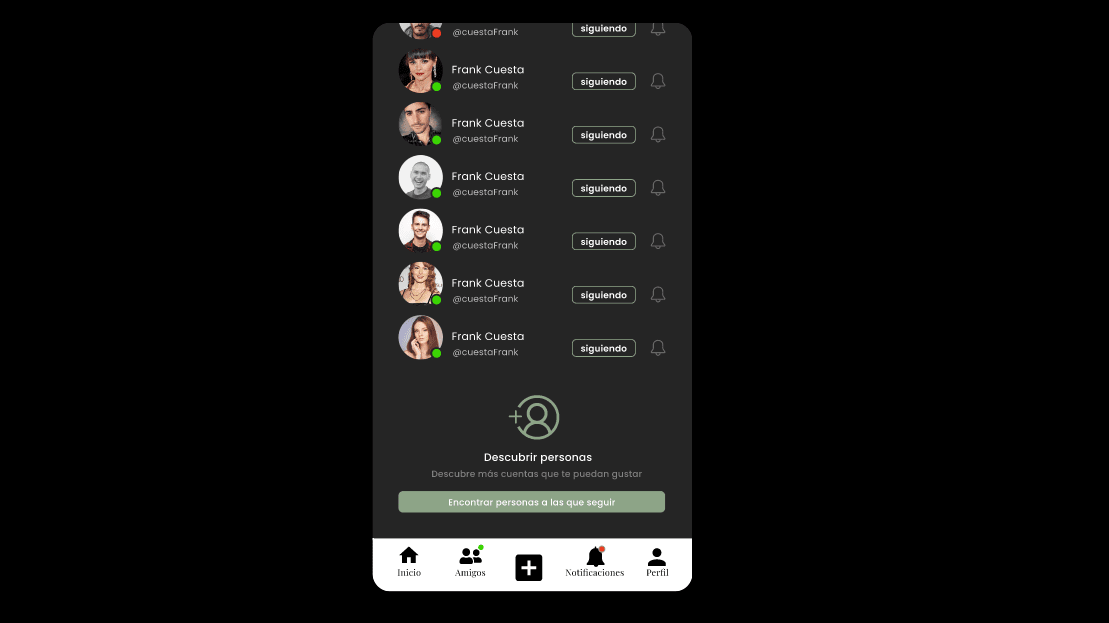 @cuestaFrank siguiendo
Frank Cuesta
@cuestaFrank siguiendo
Frank Cuesta
@cuestaFrank siguiendo
Frank Cuesta
@cuestaFrank siguiendo
Frank Cuesta
@cuestaFrank siguiendo
Frank Cuesta
@cuestaFrank siguiendo
Frank Cuesta
@cuestaFrank siguiendo
Descubrir personas
Descubre más cuentas que te puedan gustar
Encontrar personas a las que seguir
Inicio Amigos Notificaciones Perfil